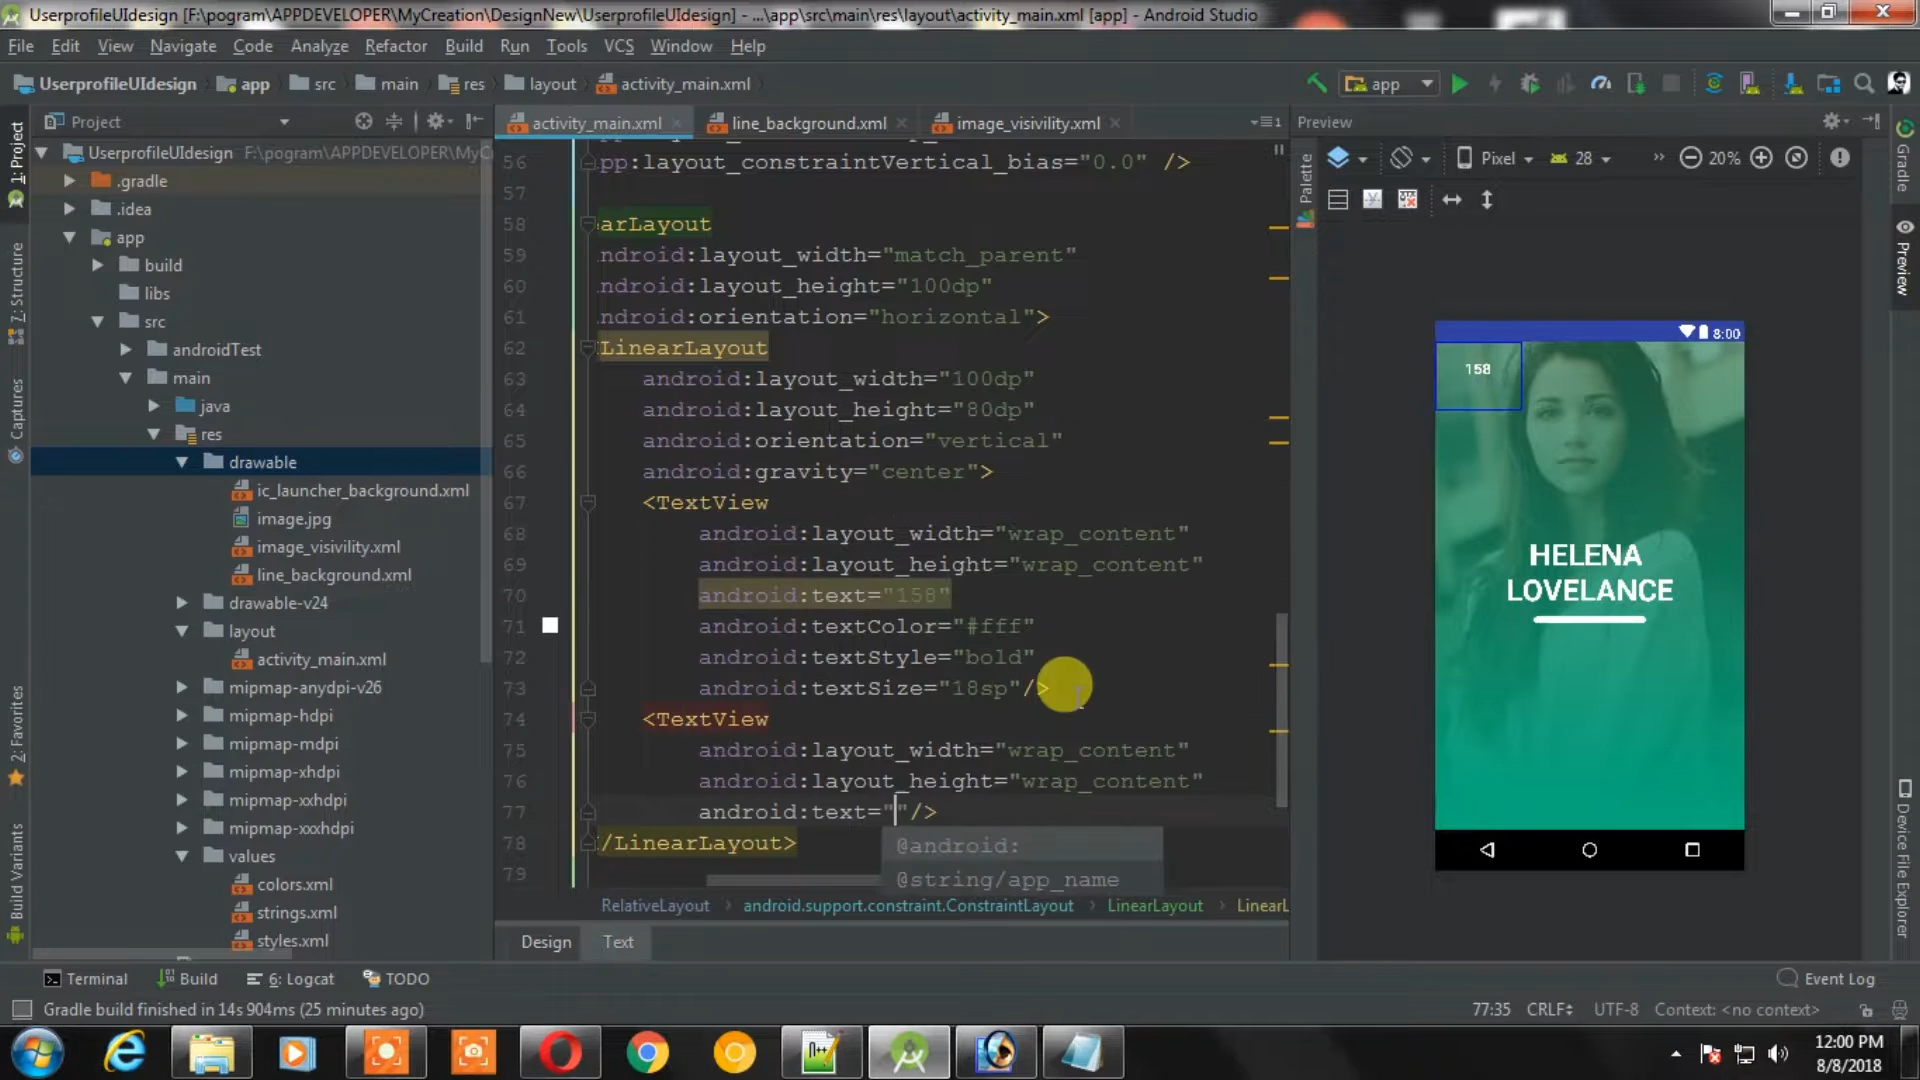 UserprofileUIdesign [F:\pogram\APPDEVELOPER\MyCreation\DesignNew\UserprofileUIdesign] - ...\app\src\main\res\layout\activity_main.xml [app] - Android Studio
File Edit View Navigate Code Analyze Refactor Build Run Tools VCS Window Help
UserprofileUIdesign app src main res layout activity_main.xml app
Project activity_main.xml line_background.xml image_visivility.xml Preview
1: Project
7: Structure
Captures
2: Favorites
Build Variants
UserprofileUIdesign F:\pogram\APPDEVELOPER\MyC
.gradle
.idea
app
build
libs
src
androidTest
main
java
res
drawable
ic_launcher_background.xml
image.jpg
image_visivility.xml
line_background.xml
drawable-v24
layout
activity_main.xml
mipmap-anydpi-v26
mipmap-hdpi
mipmap-mdpi
mipmap-xhdpi
mipmap-xxhdpi
mipmap-xxxhdpi
values
colors.xml
strings.xml
styles.xml
56 pp:layout_constraintVertical_bias="0.0" />
57
58 earLayout
59 ndroid:layout_width="match_parent"
60 ndroid:layout_height="100dp"
61 ndroid:orientation="horizontal">
62 LinearLayout
63 android:layout_width="100dp"
64 android:layout_height="80dp"
65 android:orientation="vertical"
66 android:gravity="center">
67 <TextView
68 android:layout_width="wrap_content"
69 android:layout_height="wrap_content"
70 android:text="158"
71 android:textColor="#fff"
72 android:textStyle="bold"
73 android:textSize="18sp"/>
74 <TextView
75 android:layout_width="wrap_content"
76 android:layout_height="wrap_content"
77 android:text=""/>
78 /LinearLayout>
79
@android:
@string/app_name
RelativeLayout android.support.constraint.ConstraintLayout LinearLayout LinearL
Design Text
Palette
Pixel 28 20%
8:00
158
HELENA
LOVELANCE
Gradle
Preview
Device File Explorer
Terminal Build 6: Logcat TODO Event Log
Gradle build finished in 14s 904ms (25 minutes ago) 77:35 CRLF UTF-8 Context: <no context>
12:00 PM
8/8/2018